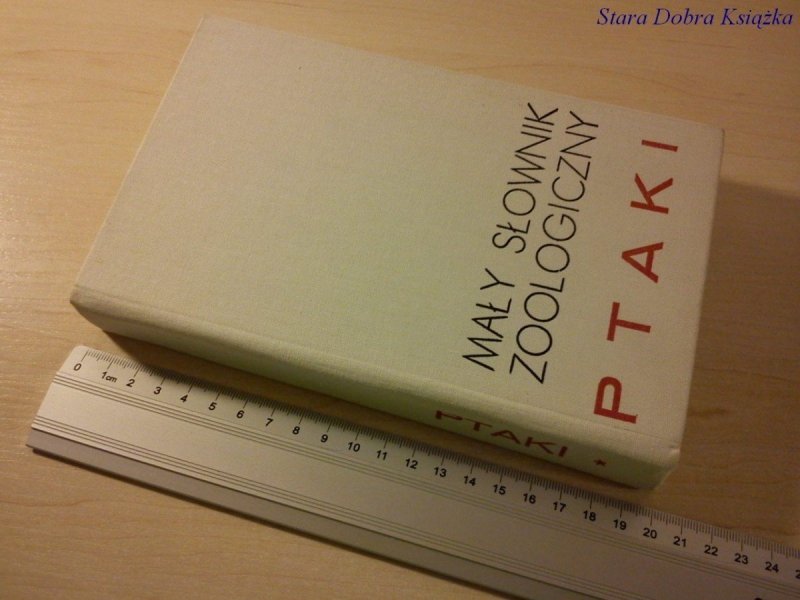 Stara Dobra Książka
MAŁY SŁOWNIK
ZOOLOGICZNY
PTAKI
PTAKI *
0 1cm 2 3 4 5 6 7 8 9 10 11 12 13 14 15 16 17 18 19 20 21 22 23 24